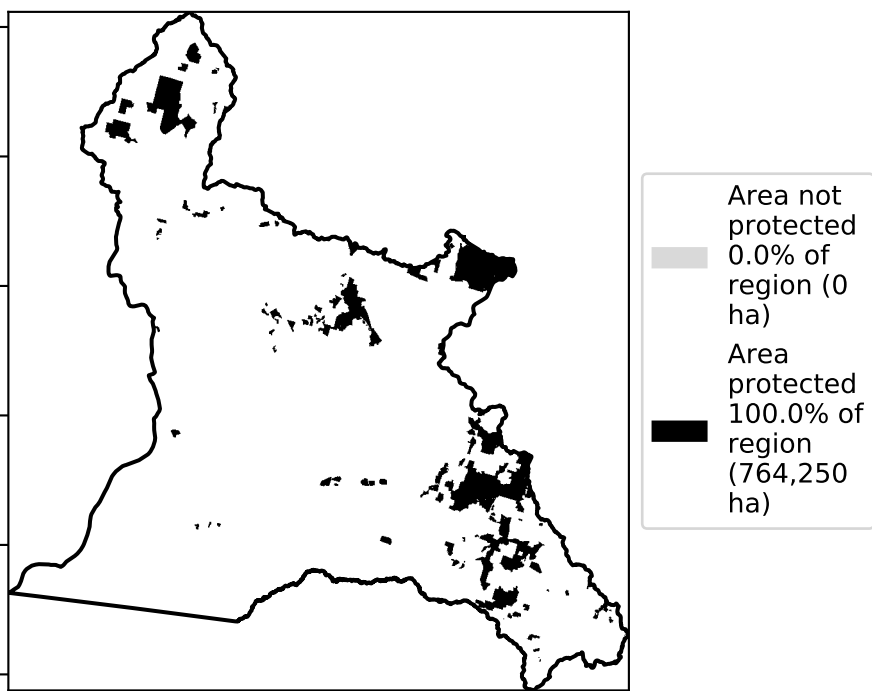 Area not
protected
0.0% of
region (0
ha)
Area
protected
100.0% of
region
(764,250
ha)